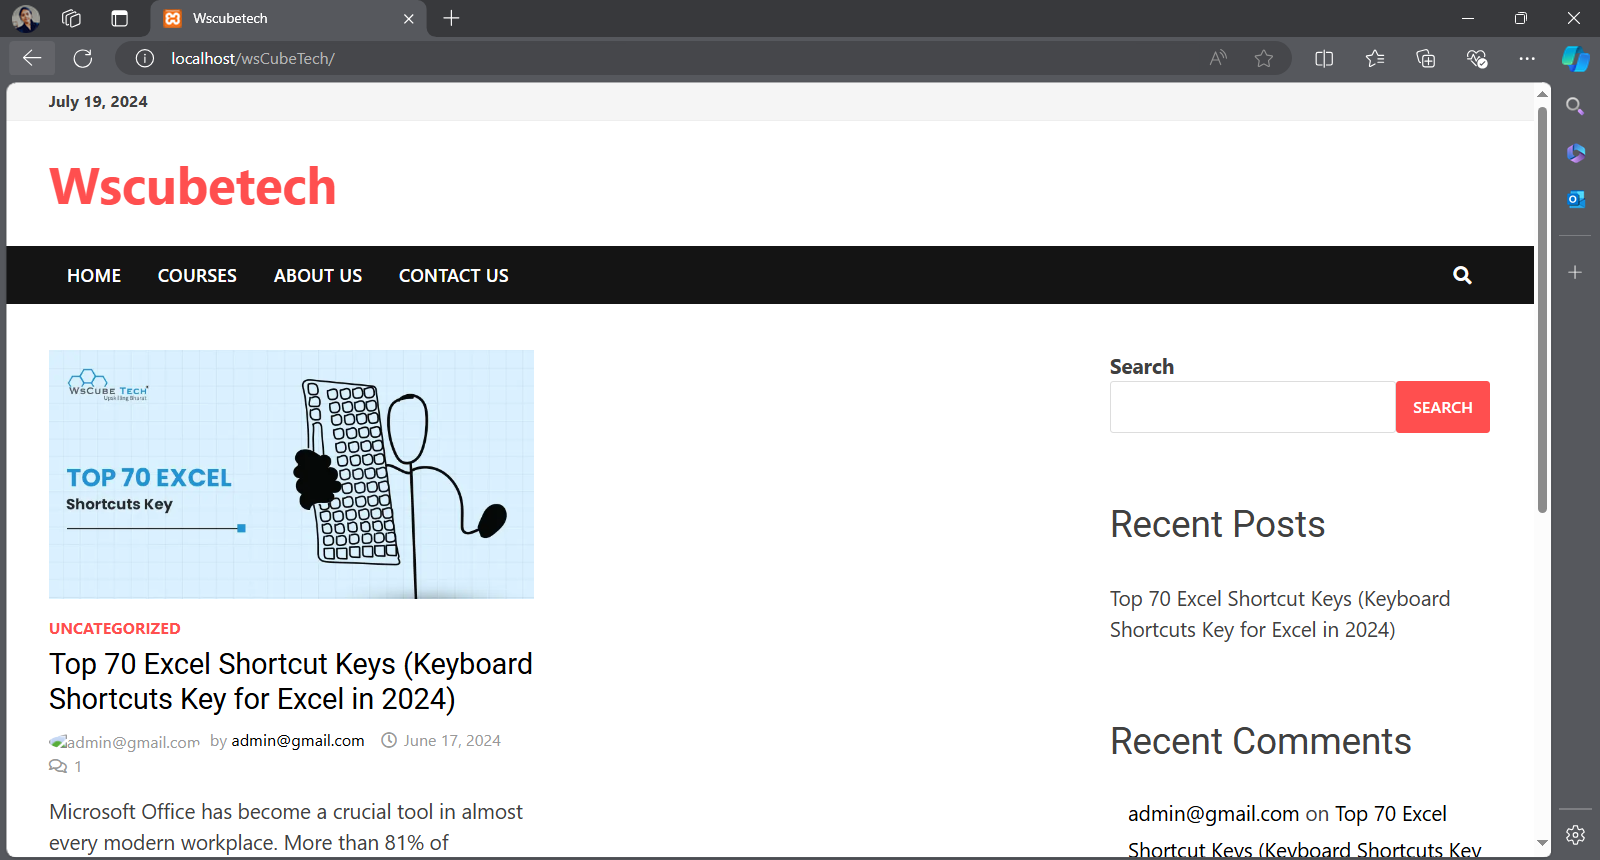 Wscubetech
localhost/wsCubeTech/
July 19, 2024
Wscubetech
HOME COURSES ABOUT US CONTACT US
WSCUBE TECH
Upskilling Bharat
TOP 70 EXCEL
Shortcuts Key
UNCATEGORIZED
Top 70 Excel Shortcut Keys (Keyboard
Shortcuts Key for Excel in 2024)
admin@gmail.com by admin@gmail.com June 17, 2024
1
Microsoft Office has become a crucial tool in almost
every modern workplace. More than 81% of
Search
SEARCH
Recent Posts
Top 70 Excel Shortcut Keys (Keyboard
Shortcuts Key for Excel in 2024)
Recent Comments
admin@gmail.com on Top 70 Excel
Shortcut Keys (Keyboard Shortcuts Key